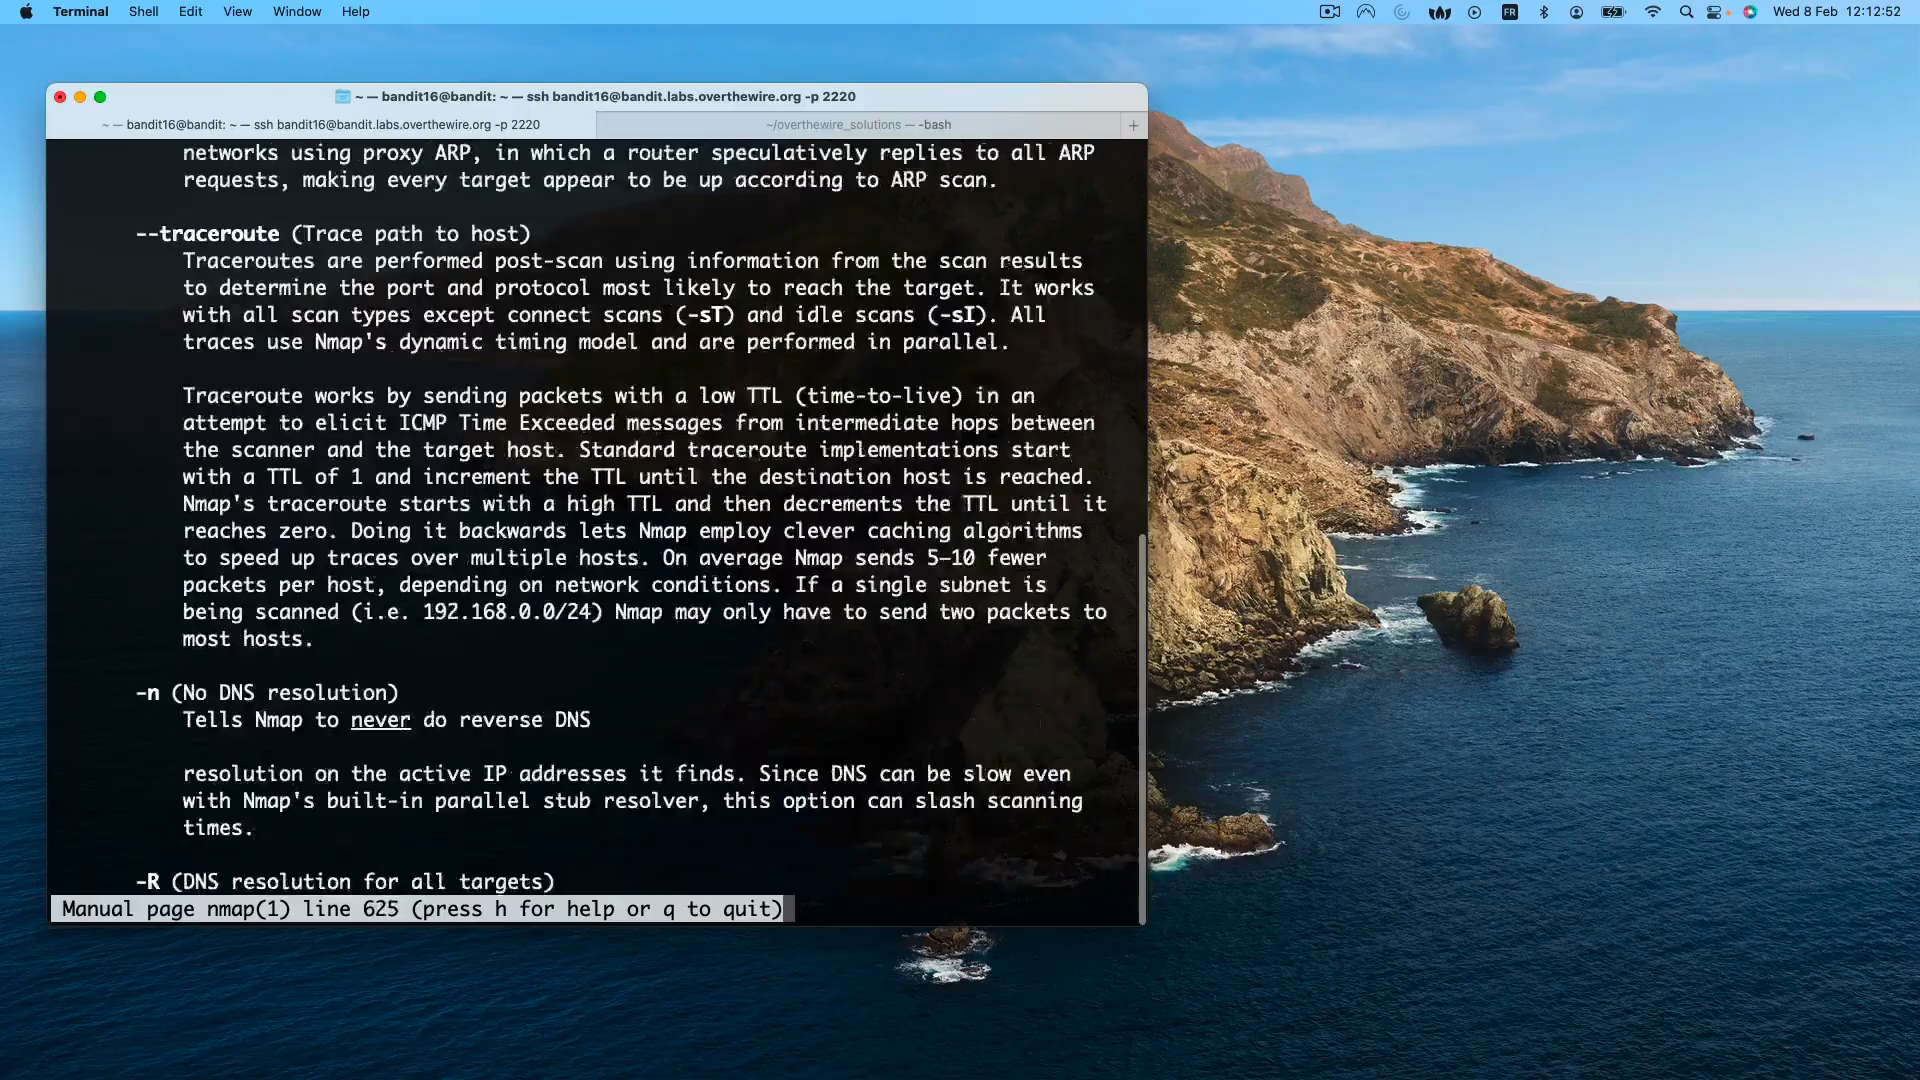 Terminal Shell Edit View Window Help FR Wed 8 Feb 12:12:52
~ — bandit16@bandit: ~ — ssh bandit16@bandit.labs.overthewire.org -p 2220
~ — bandit16@bandit: ~ — ssh bandit16@bandit.labs.overthewire.org -p 2220 ~/overthewire_solutions — -bash +
networks using proxy ARP, in which a router speculatively replies to all ARP
requests, making every target appear to be up according to ARP scan.
--traceroute (Trace path to host)
Traceroutes are performed post-scan using information from the scan results
to determine the port and protocol most likely to reach the target. It works
with all scan types except connect scans (-sT) and idle scans (-sI). All
traces use Nmap's dynamic timing model and are performed in parallel.
Traceroute works by sending packets with a low TTL (time-to-live) in an
attempt to elicit ICMP Time Exceeded messages from intermediate hops between
the scanner and the target host. Standard traceroute implementations start
with a TTL of 1 and increment the TTL until the destination host is reached.
Nmap's traceroute starts with a high TTL and then decrements the TTL until it
reaches zero. Doing it backwards lets Nmap employ clever caching algorithms
to speed up traces over multiple hosts. On average Nmap sends 5–10 fewer
packets per host, depending on network conditions. If a single subnet is
being scanned (i.e. 192.168.0.0/24) Nmap may only have to send two packets to
most hosts.
-n (No DNS resolution)
Tells Nmap to never do reverse DNS
resolution on the active IP addresses it finds. Since DNS can be slow even
with Nmap's built-in parallel stub resolver, this option can slash scanning
times.
-R (DNS resolution for all targets)
Manual page nmap(1) line 625 (press h for help or q to quit)